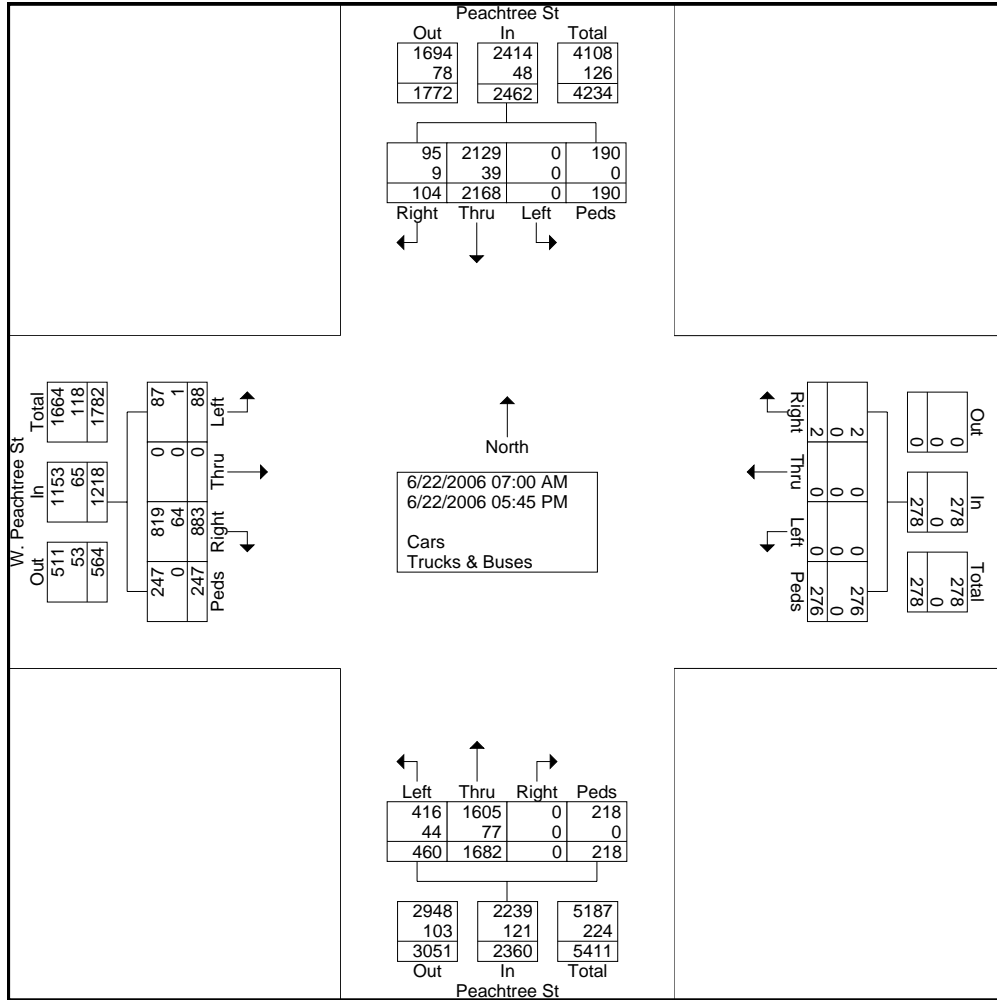 Peachtree St
Out In Total
1694 2414 4108
78 48 126
1772 2462 4234
95 2129 0 190
9 39 0 0
104 2168 0 190
Right Thru Left Peds
W. Peachtree St
Total In Out
1664 1153 511
118 65 53
1782 1218 564
87 0 819 247
1 0 64 0
88 0 883 247
Left Thru Right Peds
North
6/22/2006 07:00 AM
6/22/2006 05:45 PM
Cars
Trucks & Buses
Out In Total
0 278 278
0 0 0
0 278 278
2 0 0 276
0 0 0 0
2 0 0 276
Right Thru Left Peds
Left Thru Right Peds
416 1605 0 218
44 77 0 0
460 1682 0 218
2948 2239 5187
103 121 224
3051 2360 5411
Out In Total
Peachtree St